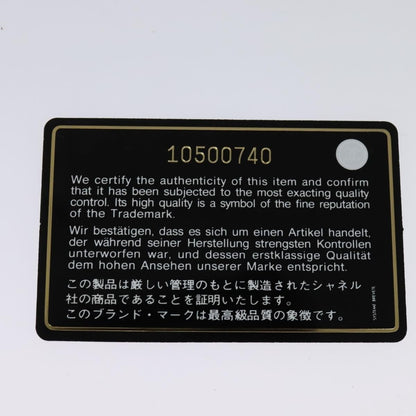 10500740
We certify the authenticity of this item and confirm
that it has been subjected to the most exacting quality
control. Its high quality is a symbol of the fine reputation
of the Trademark.
Wir bestätigen, dass es sich um einen Artikel handelt,
der während seiner Herstellung strengsten Kontrollen
unterworfen war, und dessen erstklassige Qualität
dem hohen Ansehen unserer Marke entspricht.
この製品は厳しい管理のもとに製造されたシャネル
社の商品であることを証明いたします。
このブランド・マークは最高級品質の象徴です。